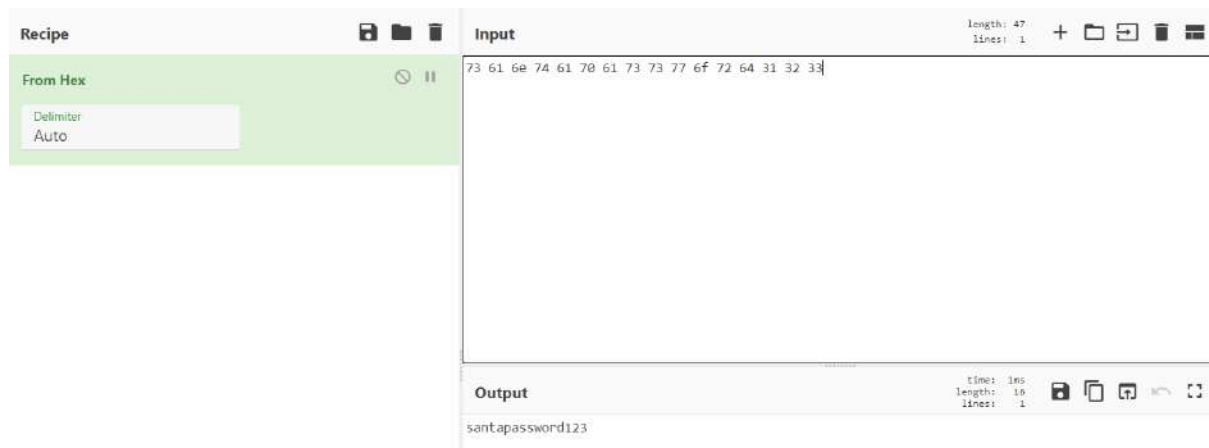 Recipe
From Hex
Delimiter
Auto
Input
length: 47
lines: 1
73 61 6e 74 61 70 61 73 73 77 6f 72 64 31 32 33
Output
time: 1ms
length: 16
lines: 1
santapassword123